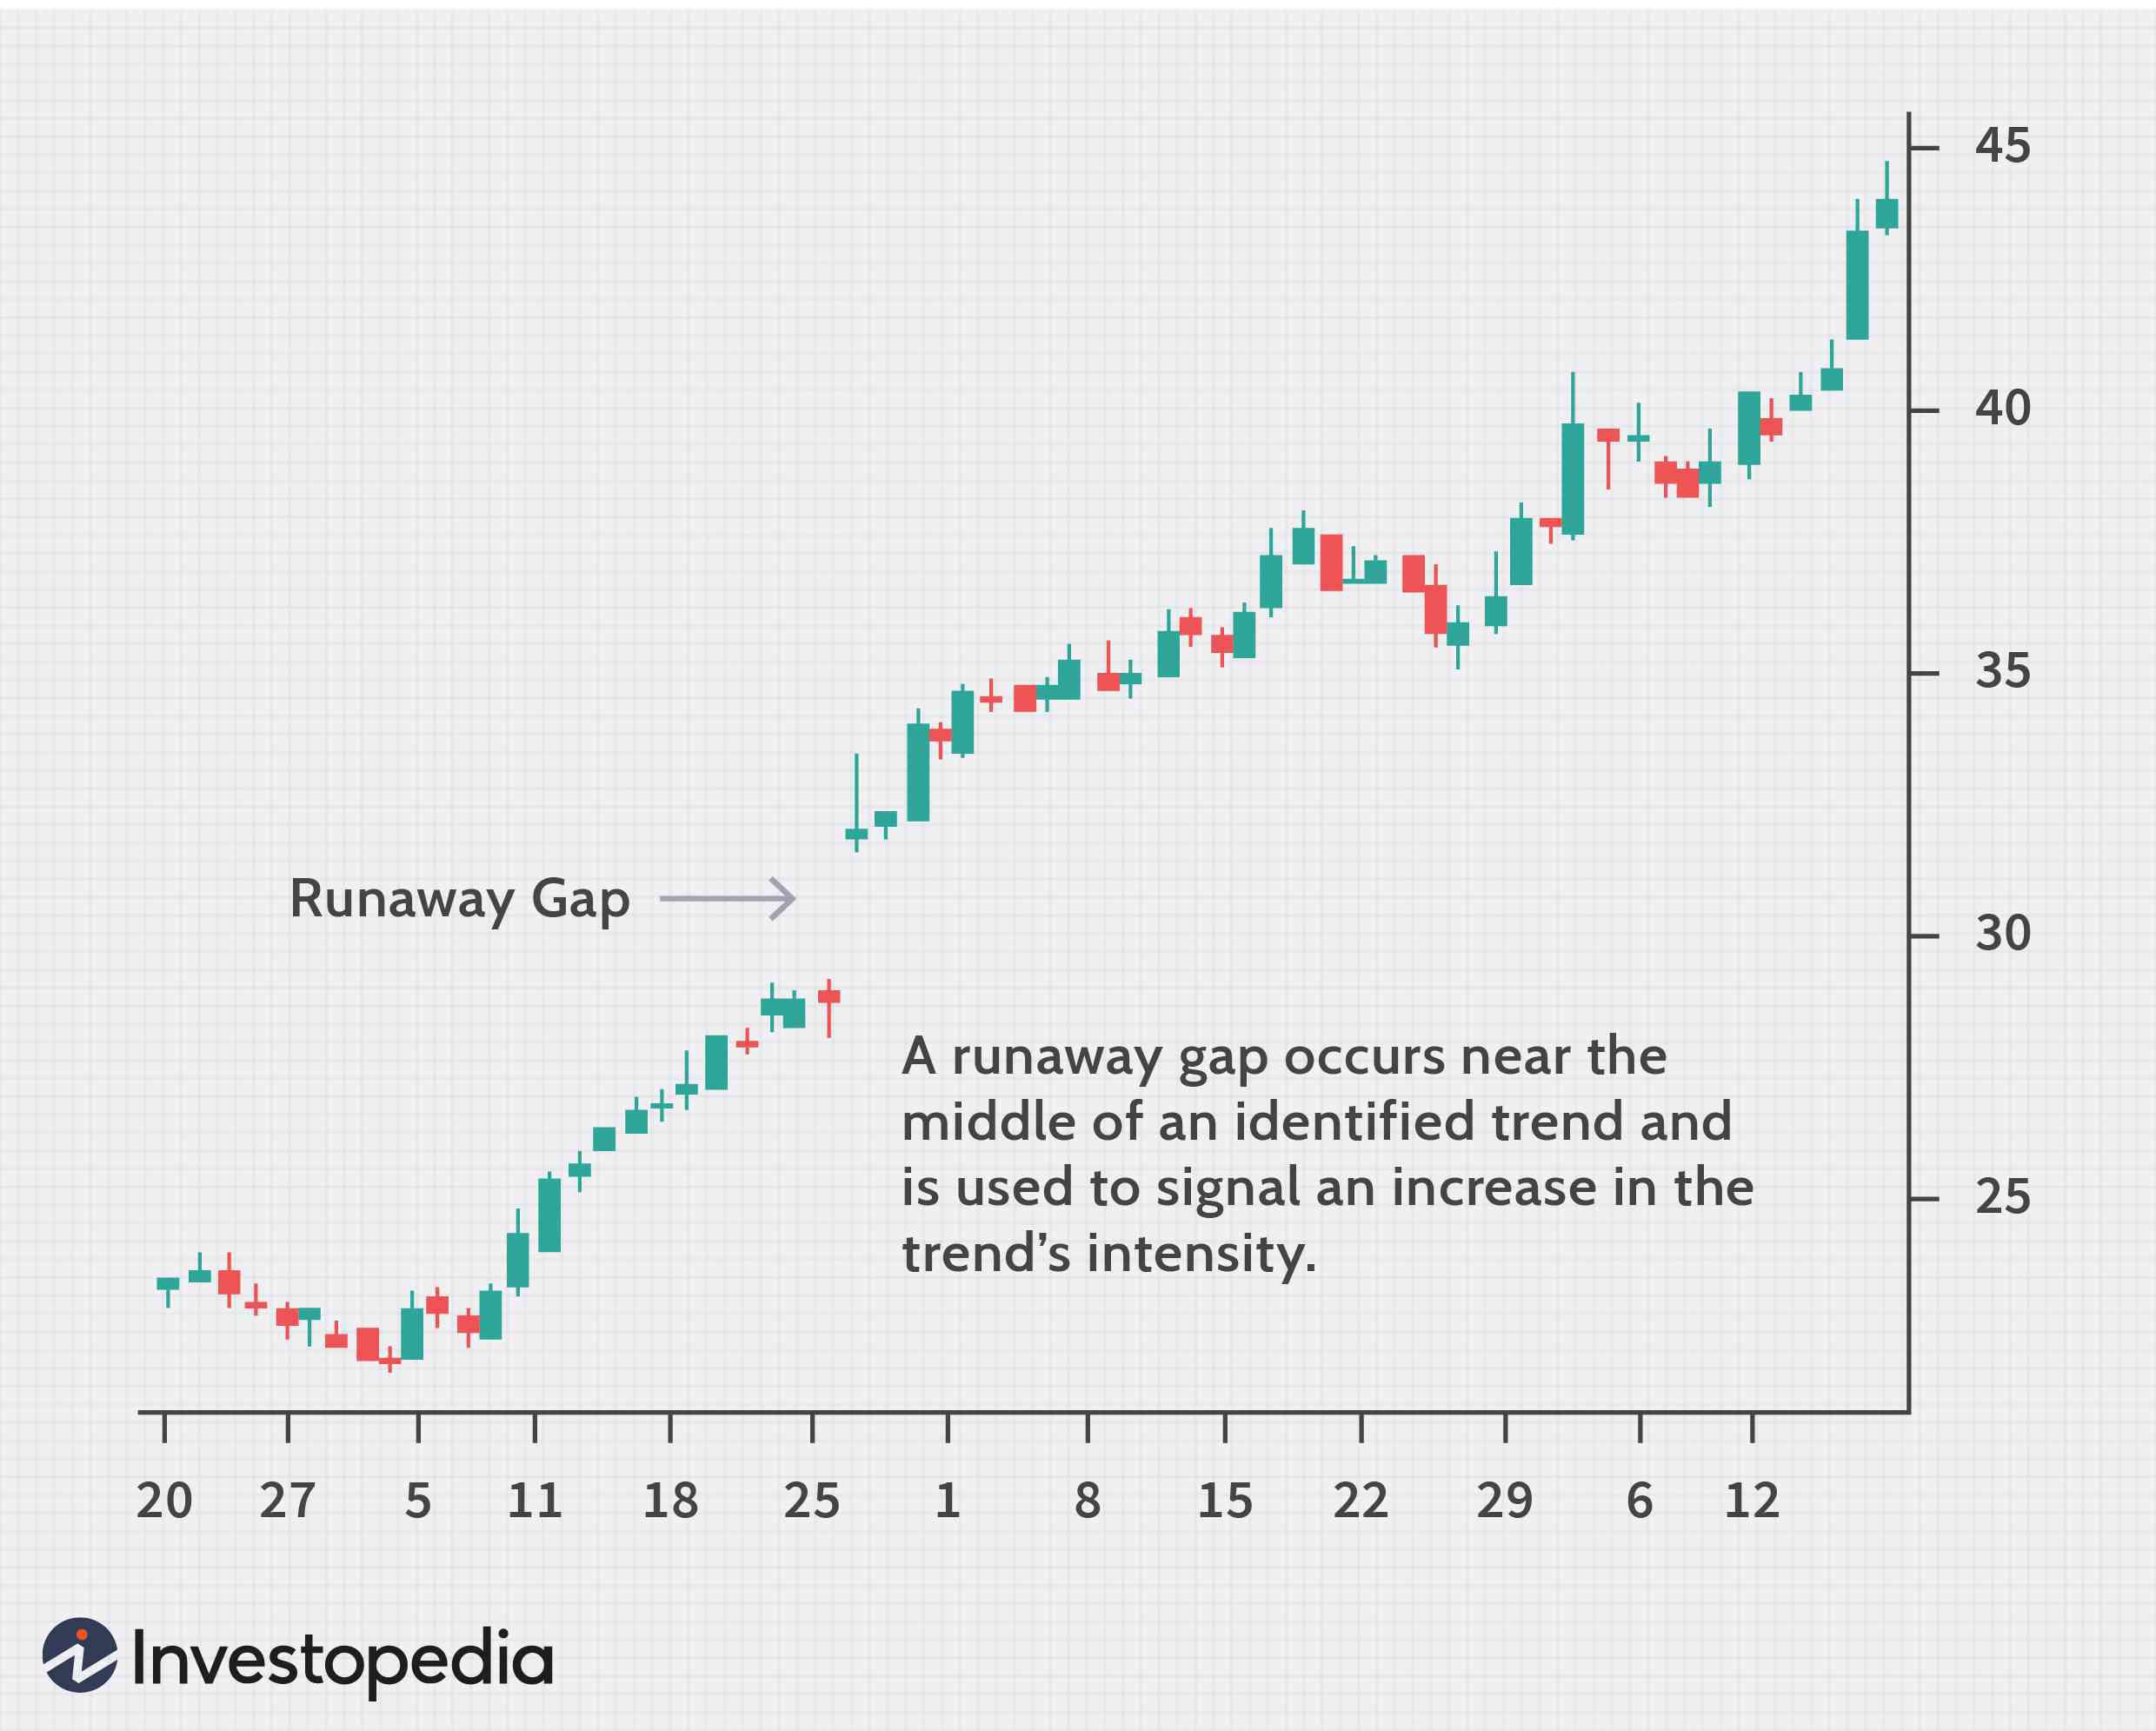 45
40
35
Runaway Gap
30
A runaway gap occurs near the
middle of an identified trend and
is used to signal an increase in the
trend’s intensity.
25
20 27 5 11 18 25 1 8 15 22 29 6 12
Investopedia